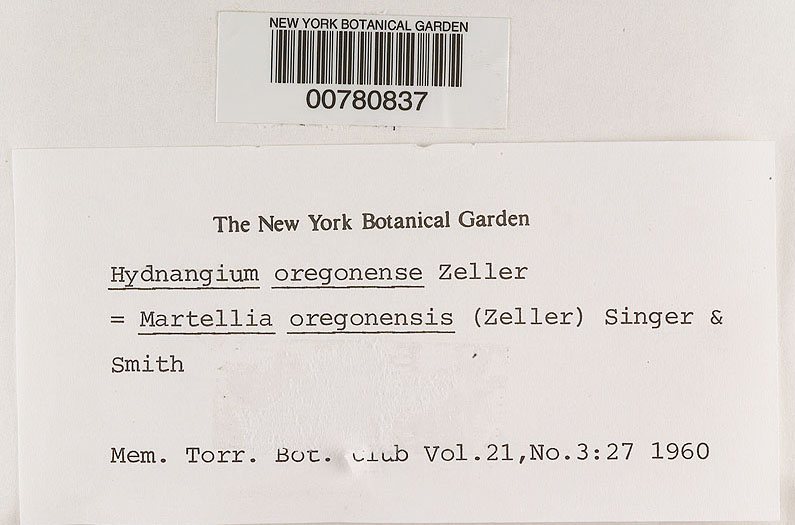 NEW YORK BOTANICAL GARDEN
00780837
The New York Botanical Garden
Hydnangium oregonense Zeller
= Martellia oregonensis (Zeller) Singer &
Smith
Mem. Torr. Bot. Club Vol.21,No.3:27 1960